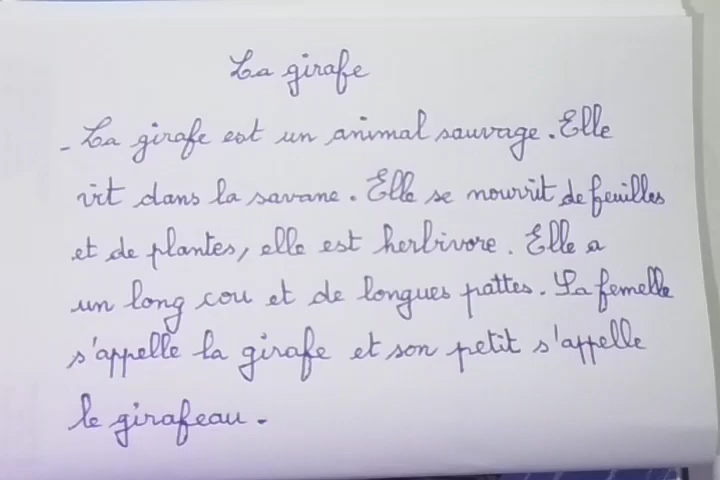 La girafe
- La girafe est un animal sauvage. Elle
vit dans la savane. Elle se nourrit de feuilles
et de plantes, elle est herbivore. Elle a
un long cou et de longues pattes. La femelle
s'appelle la girafe et son petit s'appelle
le girafeau.